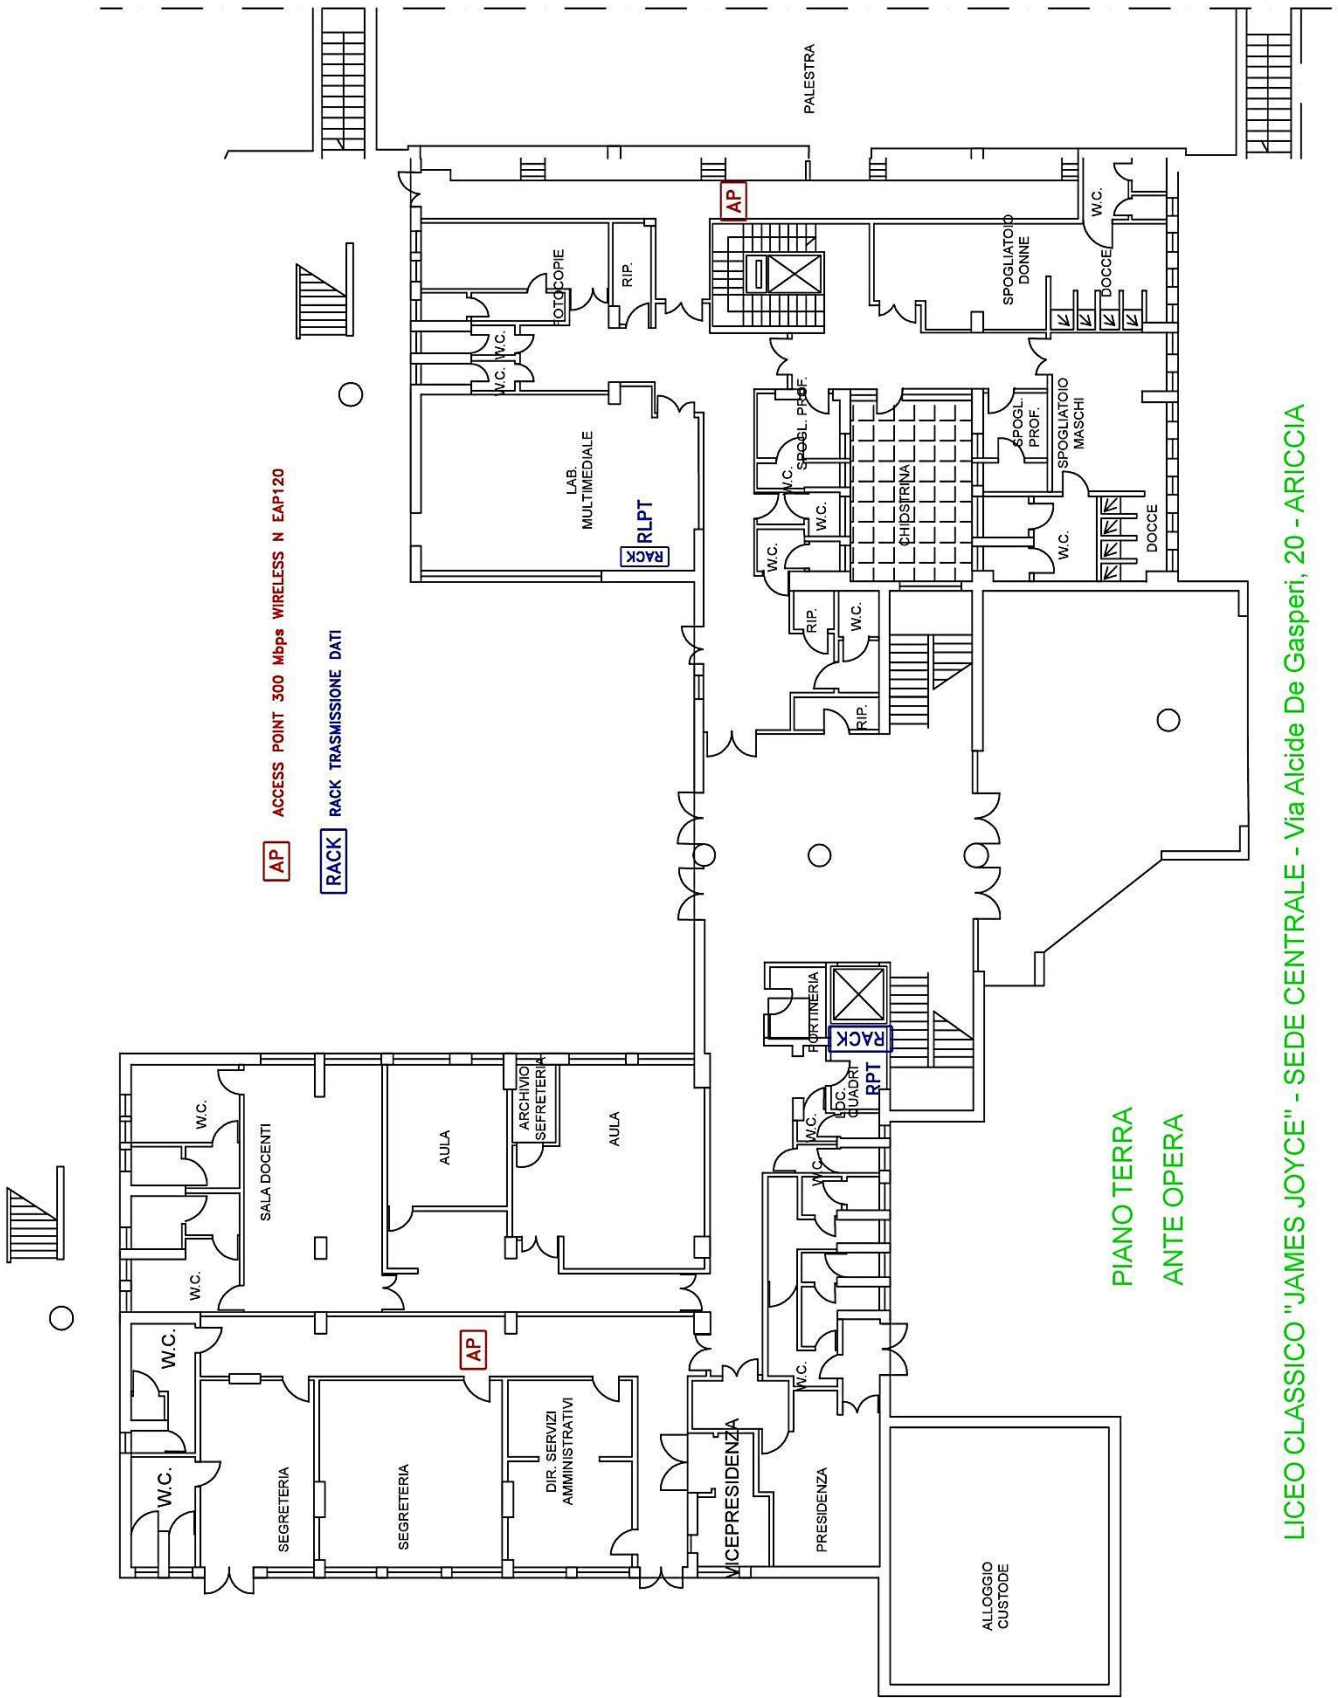 W.C.
W.C.
W.C.
W.C.
SALA DOCENTI
SEGRETERIA
SEGRETERIA
AP
AULA
ARCHIVIO
SEFRETERIA
DIR. SERVIZI
AMMINISTRATIVI
AULA
AP ACCESS POINT 300 Mbps WIRELESS N EAP120
RACK RACK TRASMISSIONE DATI
W.C.
W.C.
FOTOCOPIE
RIP.
LAB.
MULTIMEDIALE
RACK
RLPT
AP
PALESTRA
VICEPRESIDENZA
PRESIDENZA
W.C.
W.C.
W.C.
PORTINERIA
LOC.
QUADRI
RACK
RPT
W.C.
W.C.
W.C.
SPOGL. PROF.
RIP.
W.C.
RIP.
CHIOSTRINA
SPOGL.
PROF.
SPOGLIATOIO
DONNE
SPOGLIATOIO
MASCHI
W.C.
W.C.
DOCCE
DOCCE
ALLOGGIO
CUSTODE
PIANO TERRA
ANTE OPERA
LICEO CLASSICO "JAMES JOYCE" - SEDE CENTRALE - Via Alcide De Gasperi, 20 - ARICCIA